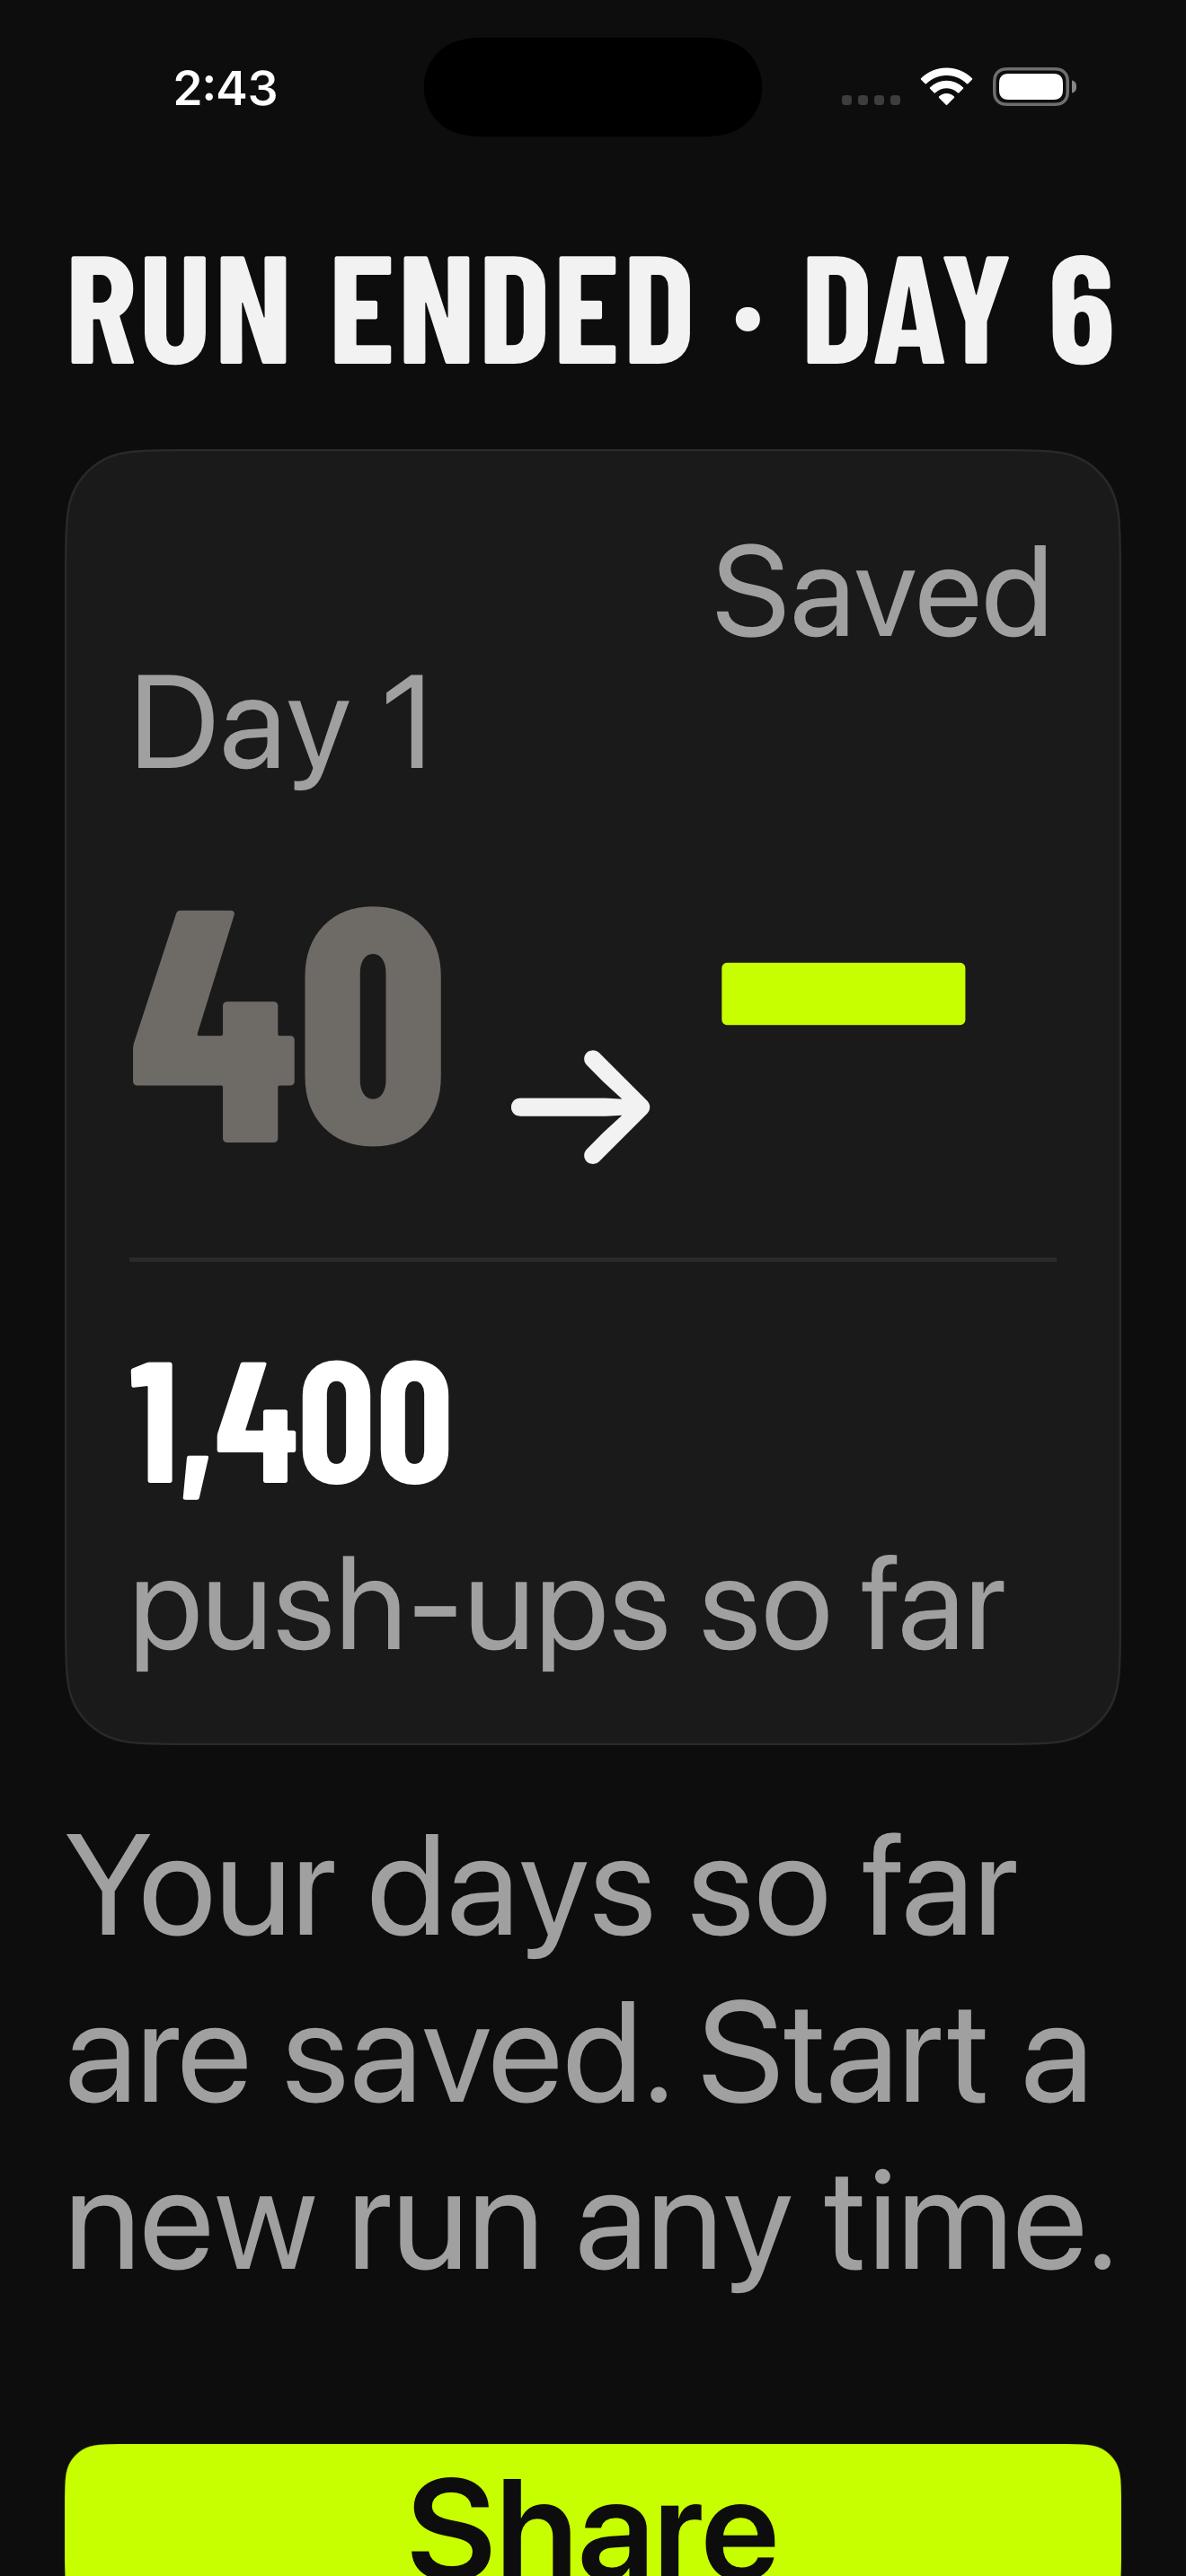 2:43
RUN ENDED · DAY 6
Saved
Day 1
40
–
1,400
push-ups so far
Your days so far
are saved. Start a
new run any time.
Share